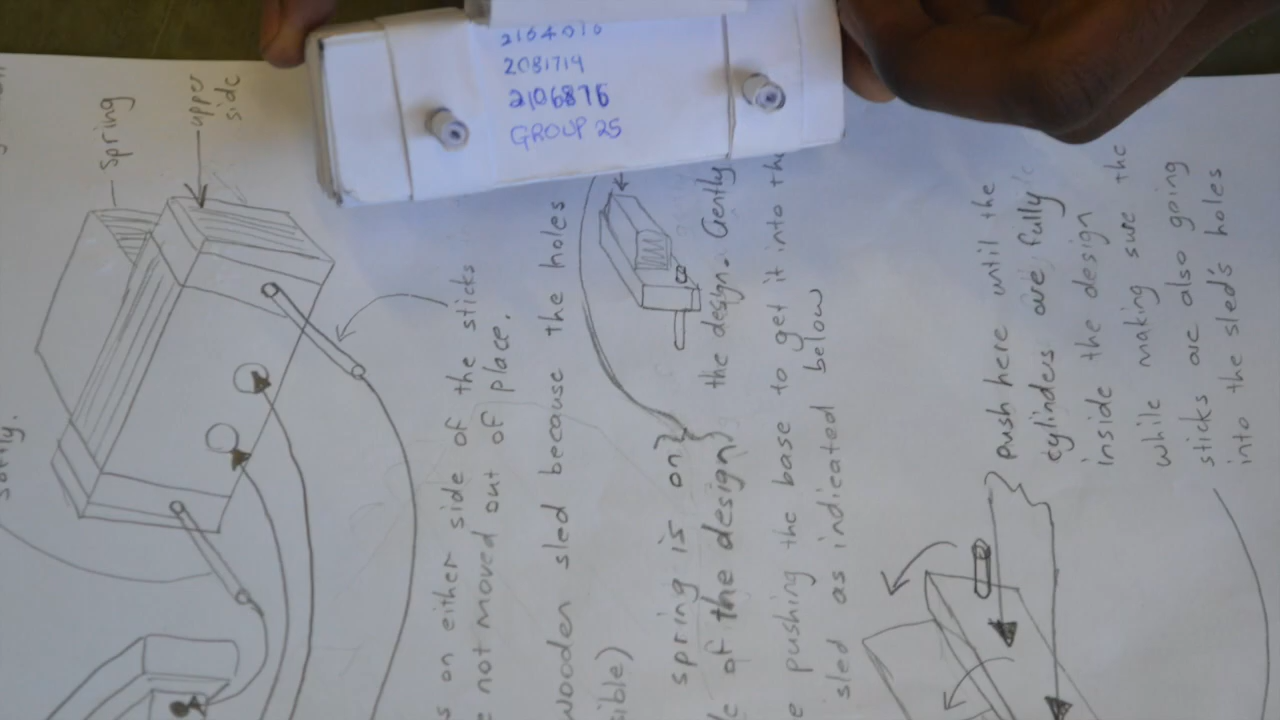 2164010
2081719
2106876
GROUP 25
spring
upper
side
softly.
on either side of the sticks
not moved out of place.
wooden sled because the holes
spring is on
of the design
the design. Gently
pushing the base to get it into the
sled as indicated below
push here until the
cylinders are fully
inside the design
while making sure the
sticks are also going
into the sled's holes